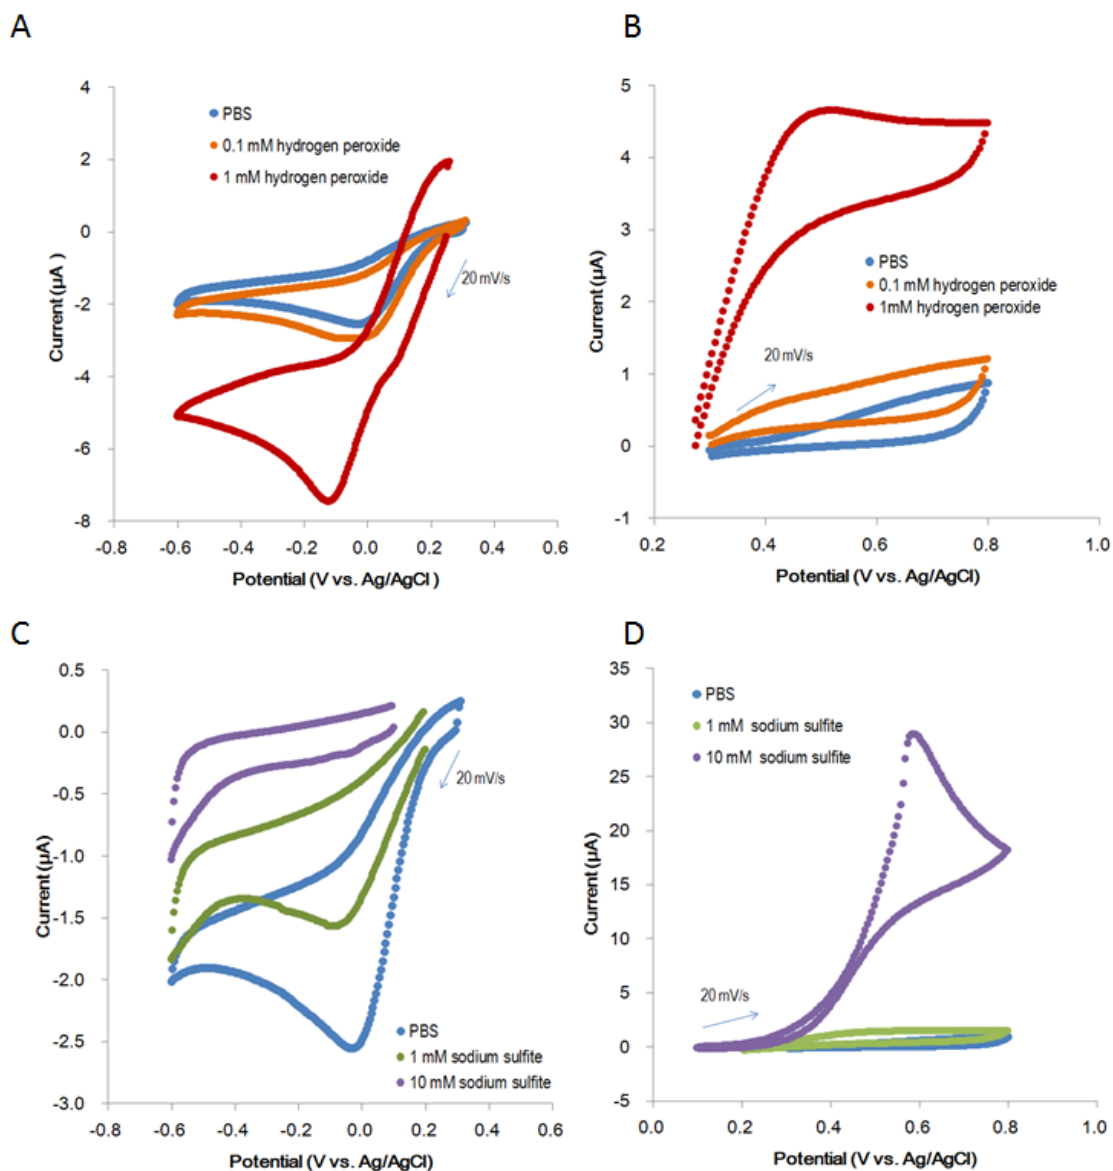 A
4
2
0
-2
-4
-6
-8
-0.8
-0.6
-0.4
-0.2
0.0
0.2
0.4
0.6
Current (µA )
Potential (V vs. Ag/AgCl )
PBS
0.1 mM hydrogen peroxide
1 mM hydrogen peroxide
20 mV/s
B
5
4
3
2
1
0
-1
0.2
0.4
0.6
0.8
1.0
Current (µA)
Potential (V vs. Ag/AgCl)
PBS
0.1 mM hydrogen peroxide
1mM hydrogen peroxide
20 mV/s
C
0.5
0.0
-0.5
-1.0
-1.5
-2.0
-2.5
-3.0
-0.8
-0.6
-0.4
-0.2
0.0
0.2
0.4
0.6
Current (µA)
Potential (V vs. Ag/AgCl)
20 mV/s
PBS
1 mM sodium sulfite
10 mM sodium sulfite
D
35
30
25
20
15
10
5
0
-5
0.0
0.2
0.4
0.6
0.8
1.0
Current (µA)
Potential (V vs. Ag/AgCl)
PBS
1 mM sodium sulfite
10 mM sodium sulfite
20 mV/s